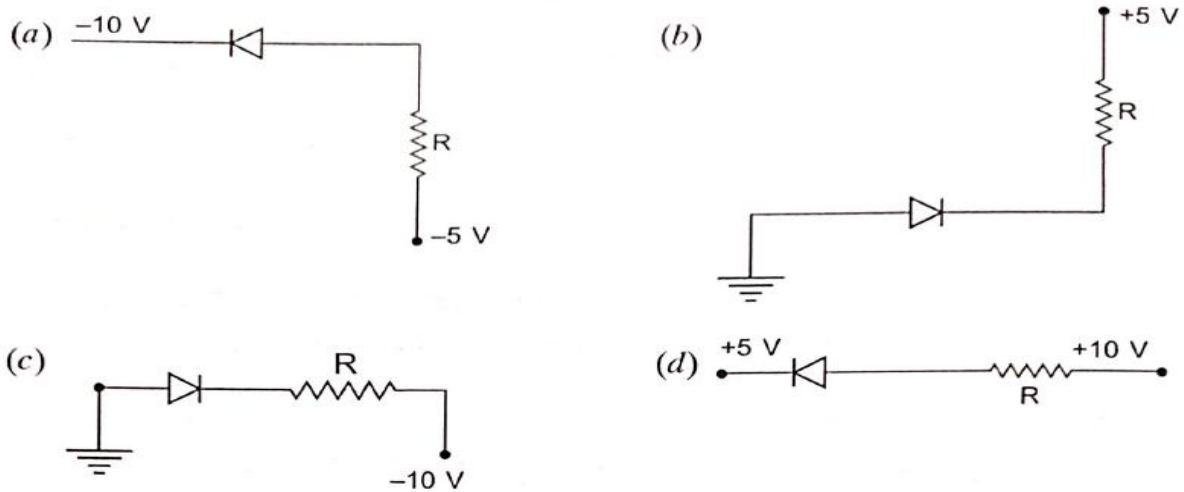 (a) –10 V
R
–5 V
(b) +5 V
R
(c) R
–10 V
(d) +5 V +10 V
R